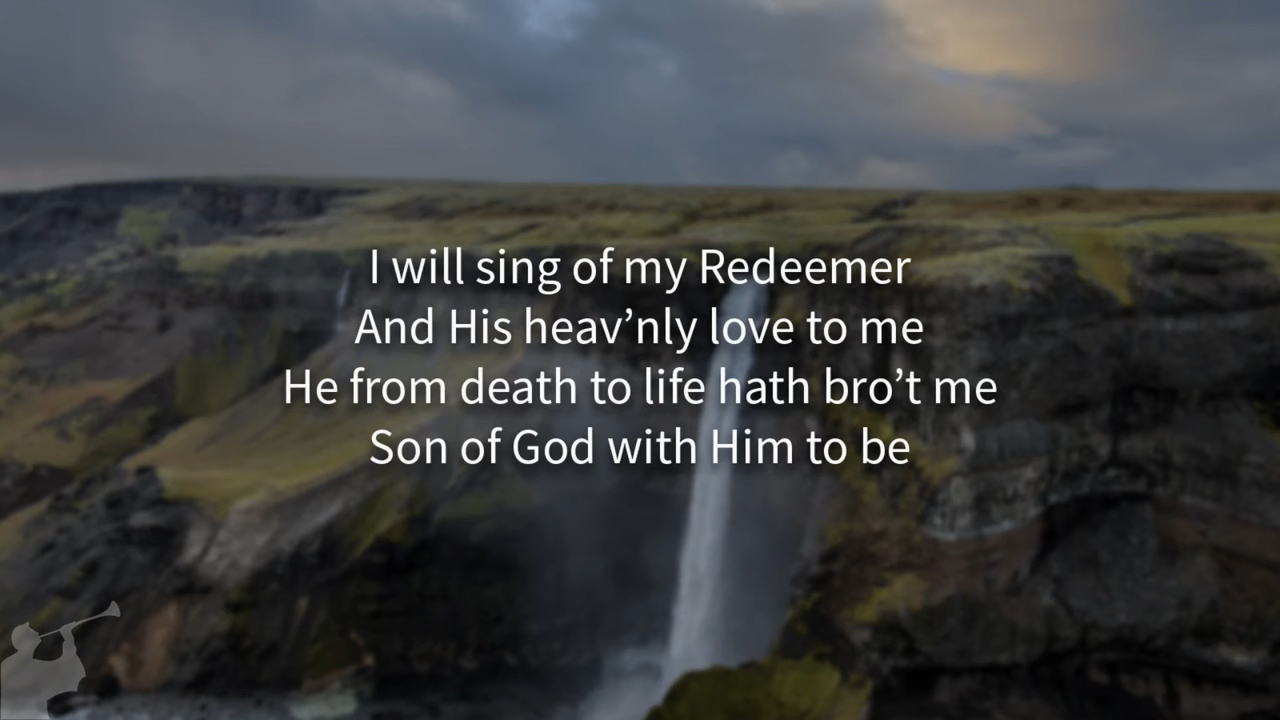 I will sing of my Redeemer
And His heav’nly love to me
He from death to life hath bro’t me
Son of God with Him to be